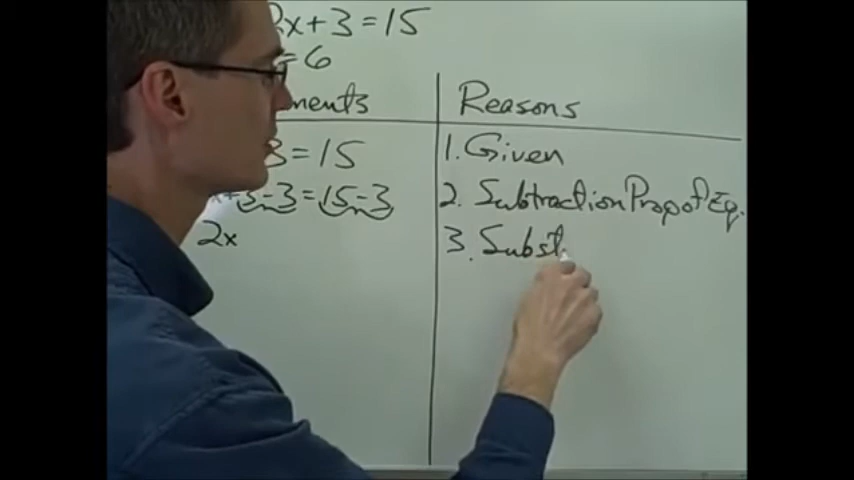 2x+3=15
=6
ments Reasons
3=15 1. Given
+3-3=15-3 2. Subtraction Prop of Eq.
2x 3. Subst